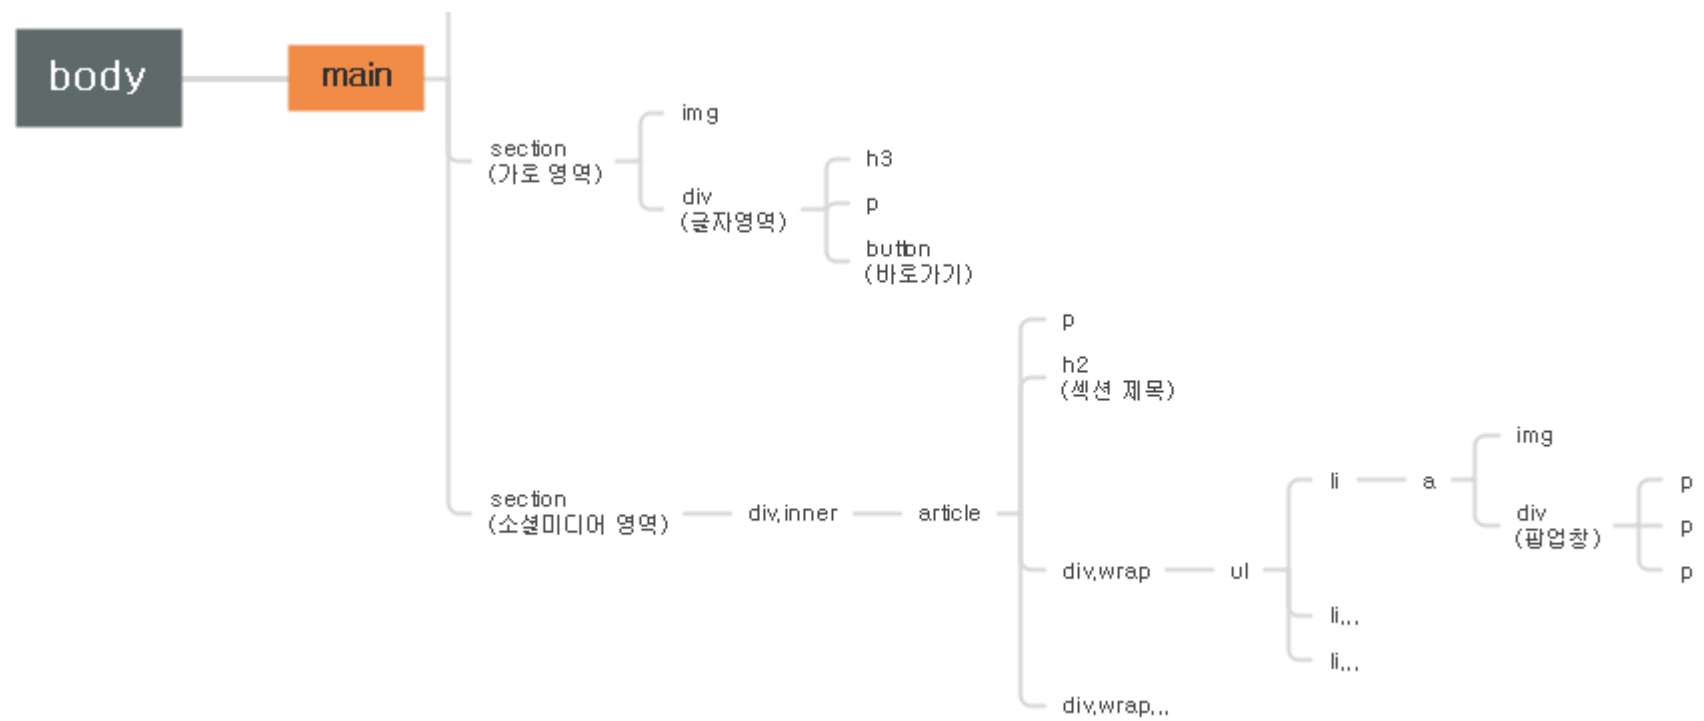 body
main
section
(가로 영역)
img
div
(글자영역)
h3
p
button
(바로가기)
section
(소셜미디어 영역)
div,inner
article
p
h2
(섹션 제목)
div,wrap
ul
li
a
img
div
(팝업창)
p
p
p
li,,,
li,,,
div,wrap,,,